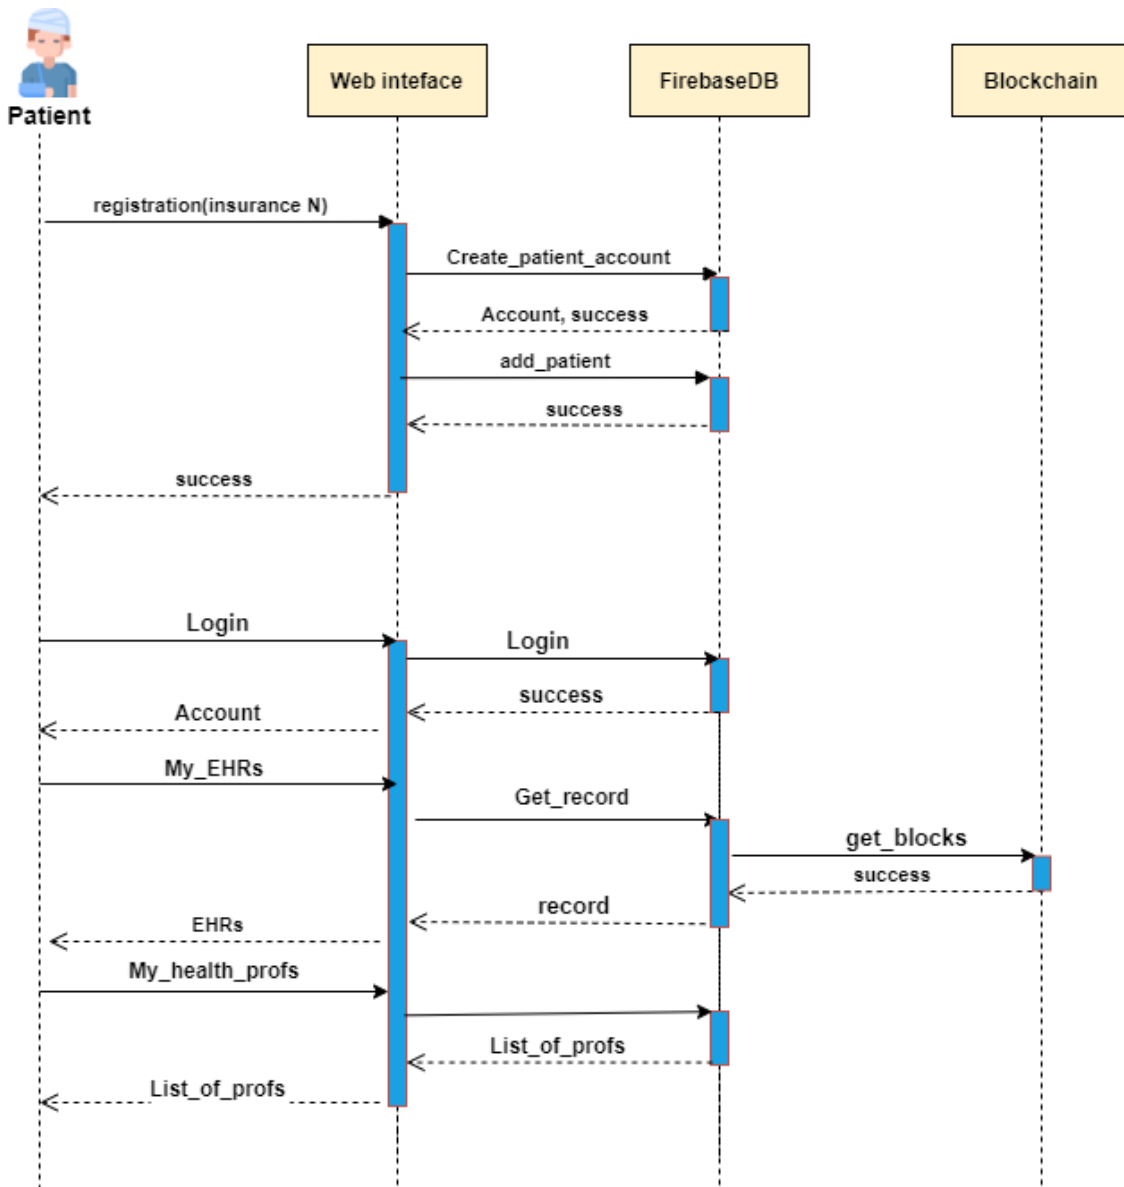 Patient
Web inteface
FirebaseDB
Blockchain
registration(insurance N)
Create_patient_account
Account, success
add_patient
success
success
Login
Login
success
Account
My_EHRs
Get_record
get_blocks
success
record
EHRs
My_health_profs
List_of_profs
List_of_profs